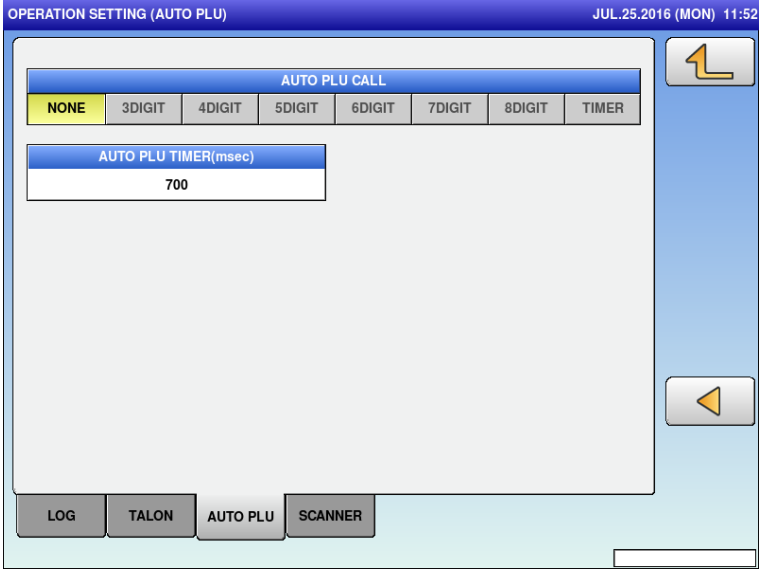 OPERATION SETTING (AUTO PLU) JUL.25.2016 (MON) 11:52
AUTO PLU CALL
NONE 3DIGIT 4DIGIT 5DIGIT 6DIGIT 7DIGIT 8DIGIT TIMER
AUTO PLU TIMER(msec)
700
LOG TALON AUTO PLU SCANNER